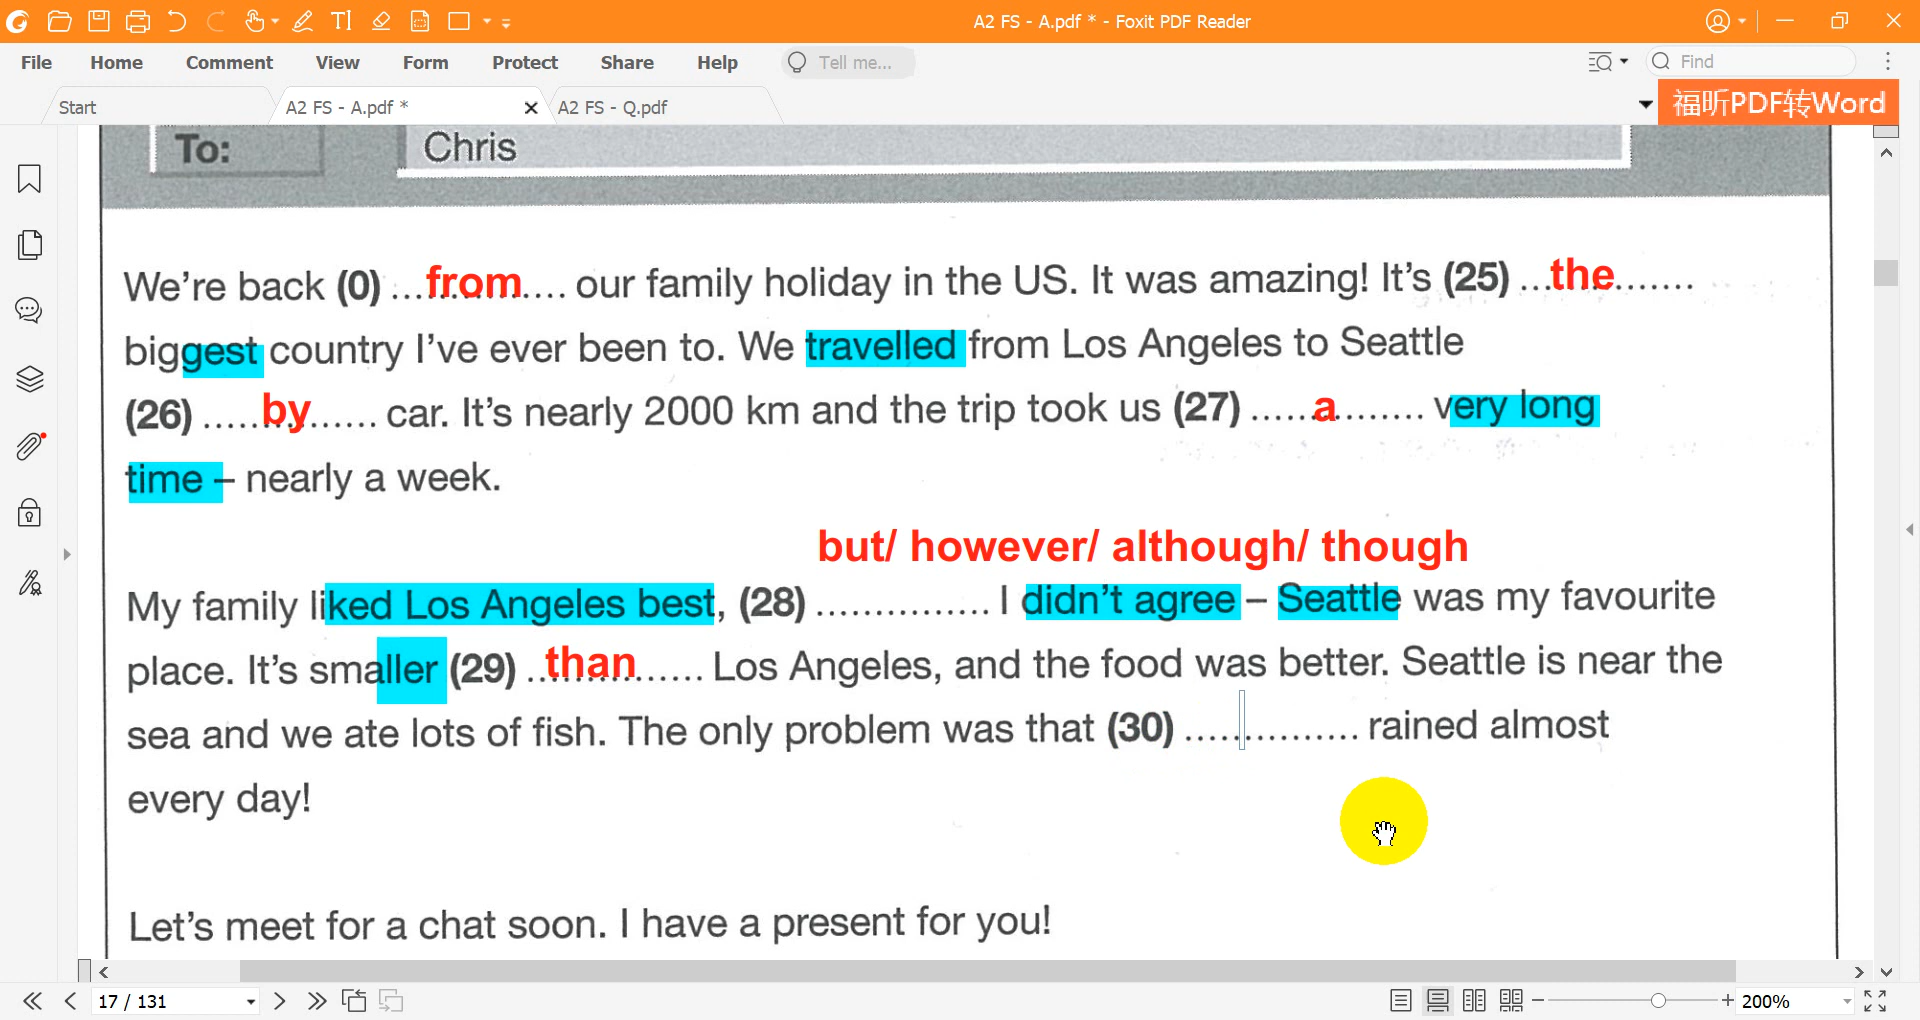 A2 FS - A.pdf * - Foxit PDF Reader
File Home Comment View Form Protect Share Help Tell me... Find
Start A2 FS - A.pdf * A2 FS - Q.pdf 福昕PDF转Word
To: Chris
We're back (0) ...from.... our family holiday in the US. It was amazing! It's (25) ...the.......
biggest country I've ever been to. We travelled from Los Angeles to Seattle
(26) .....by...... car. It's nearly 2000 km and the trip took us (27) ......a........ very long
time – nearly a week.
but/ however/ although/ though
My family liked Los Angeles best, (28) ............... I didn't agree – Seattle was my favourite
place. It's smaller (29) ..than...... Los Angeles, and the food was better. Seattle is near the
sea and we ate lots of fish. The only problem was that (30) ............... rained almost
every day!
Let's meet for a chat soon. I have a present for you!
17 / 131 200%